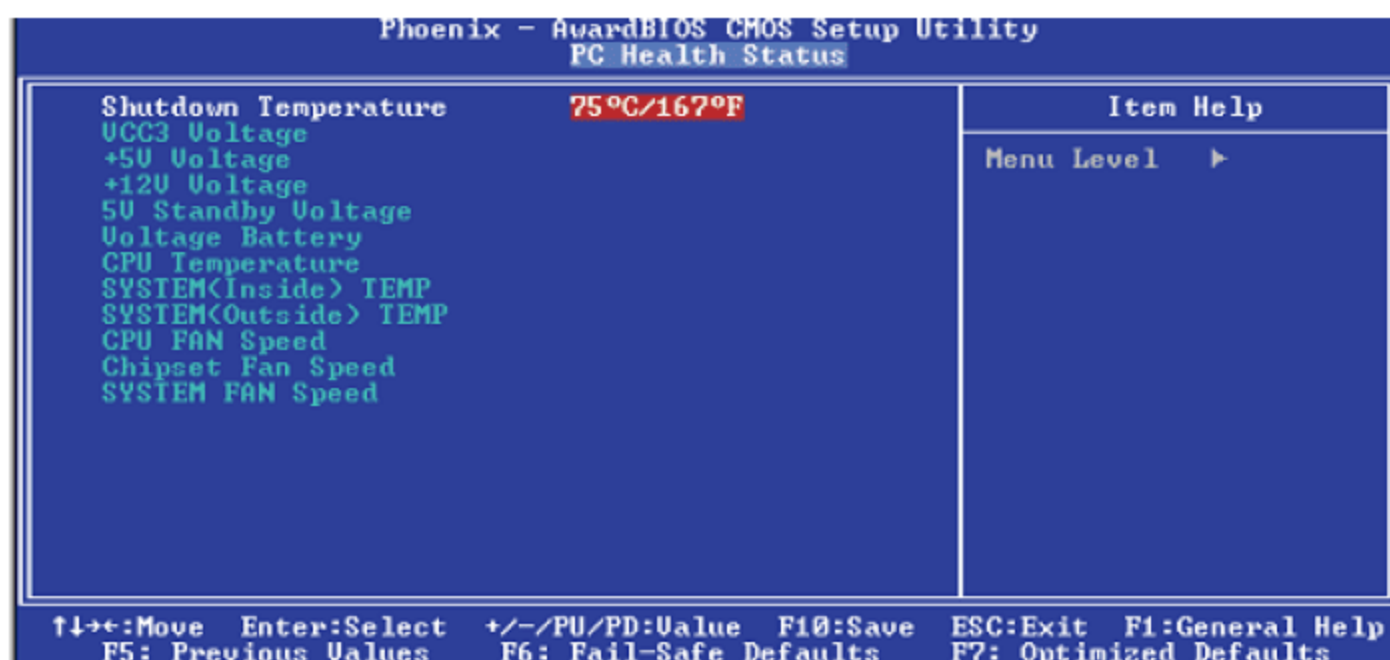 Phoenix - AwardBIOS CMOS Setup Utility
PC Health Status
Shutdown Temperature 75°C/167°F
VCC3 Voltage
+5V Voltage
+12V Voltage
5V Standby Voltage
Voltage Battery
CPU Temperature
SYSTEM(Inside) TEMP
SYSTEM(Outside) TEMP
CPU FAN Speed
Chipset Fan Speed
SYSTEM FAN Speed
Item Help
Menu Level ►
↑↓→←:Move Enter:Select +/-/PU/PD:Value F10:Save ESC:Exit F1:General Help
F5: Previous Values F6: Fail-Safe Defaults F7: Optimized Defaults